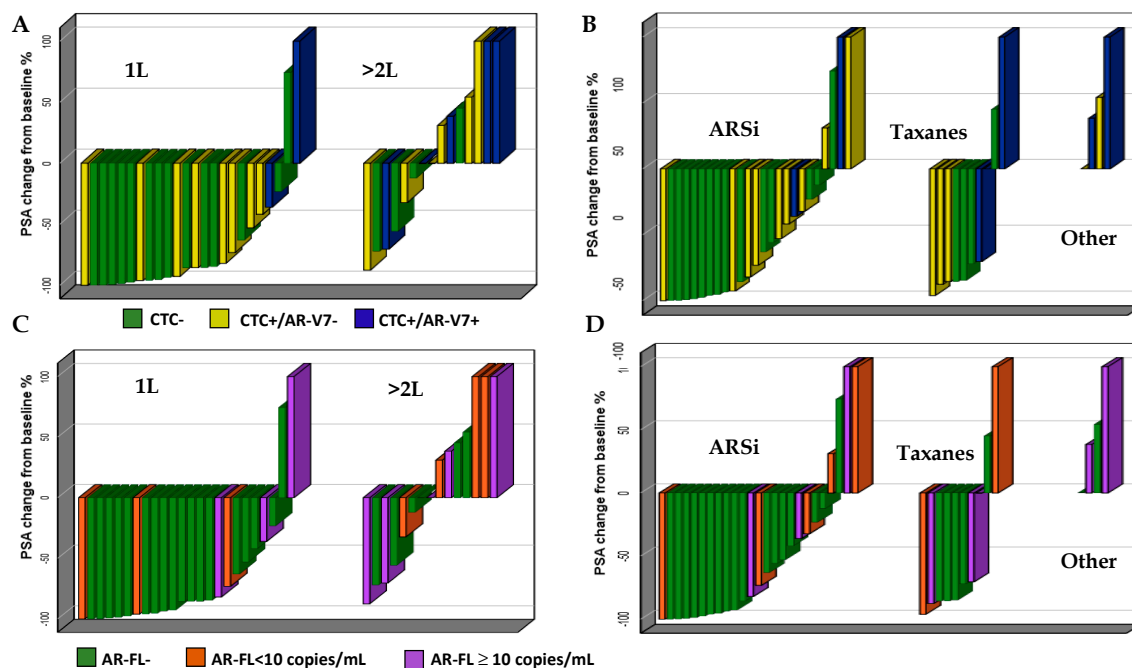 A
PSA change from baseline %
100
50
0
-50
-100
1L
>2L
CTC-
CTC+/AR-V7-
CTC+/AR-V7+
B
PSA change from baseline %
100
50
0
-50
ARSi
Taxanes
Other
C
PSA change from baseline %
100
50
0
-50
-100
1L
>2L
AR-FL-
AR-FL<10 copies/mL
AR-FL ≥ 10 copies/mL
D
PSA change from baseline %
-100
50
0
-50
-100
ARSi
Taxanes
Other